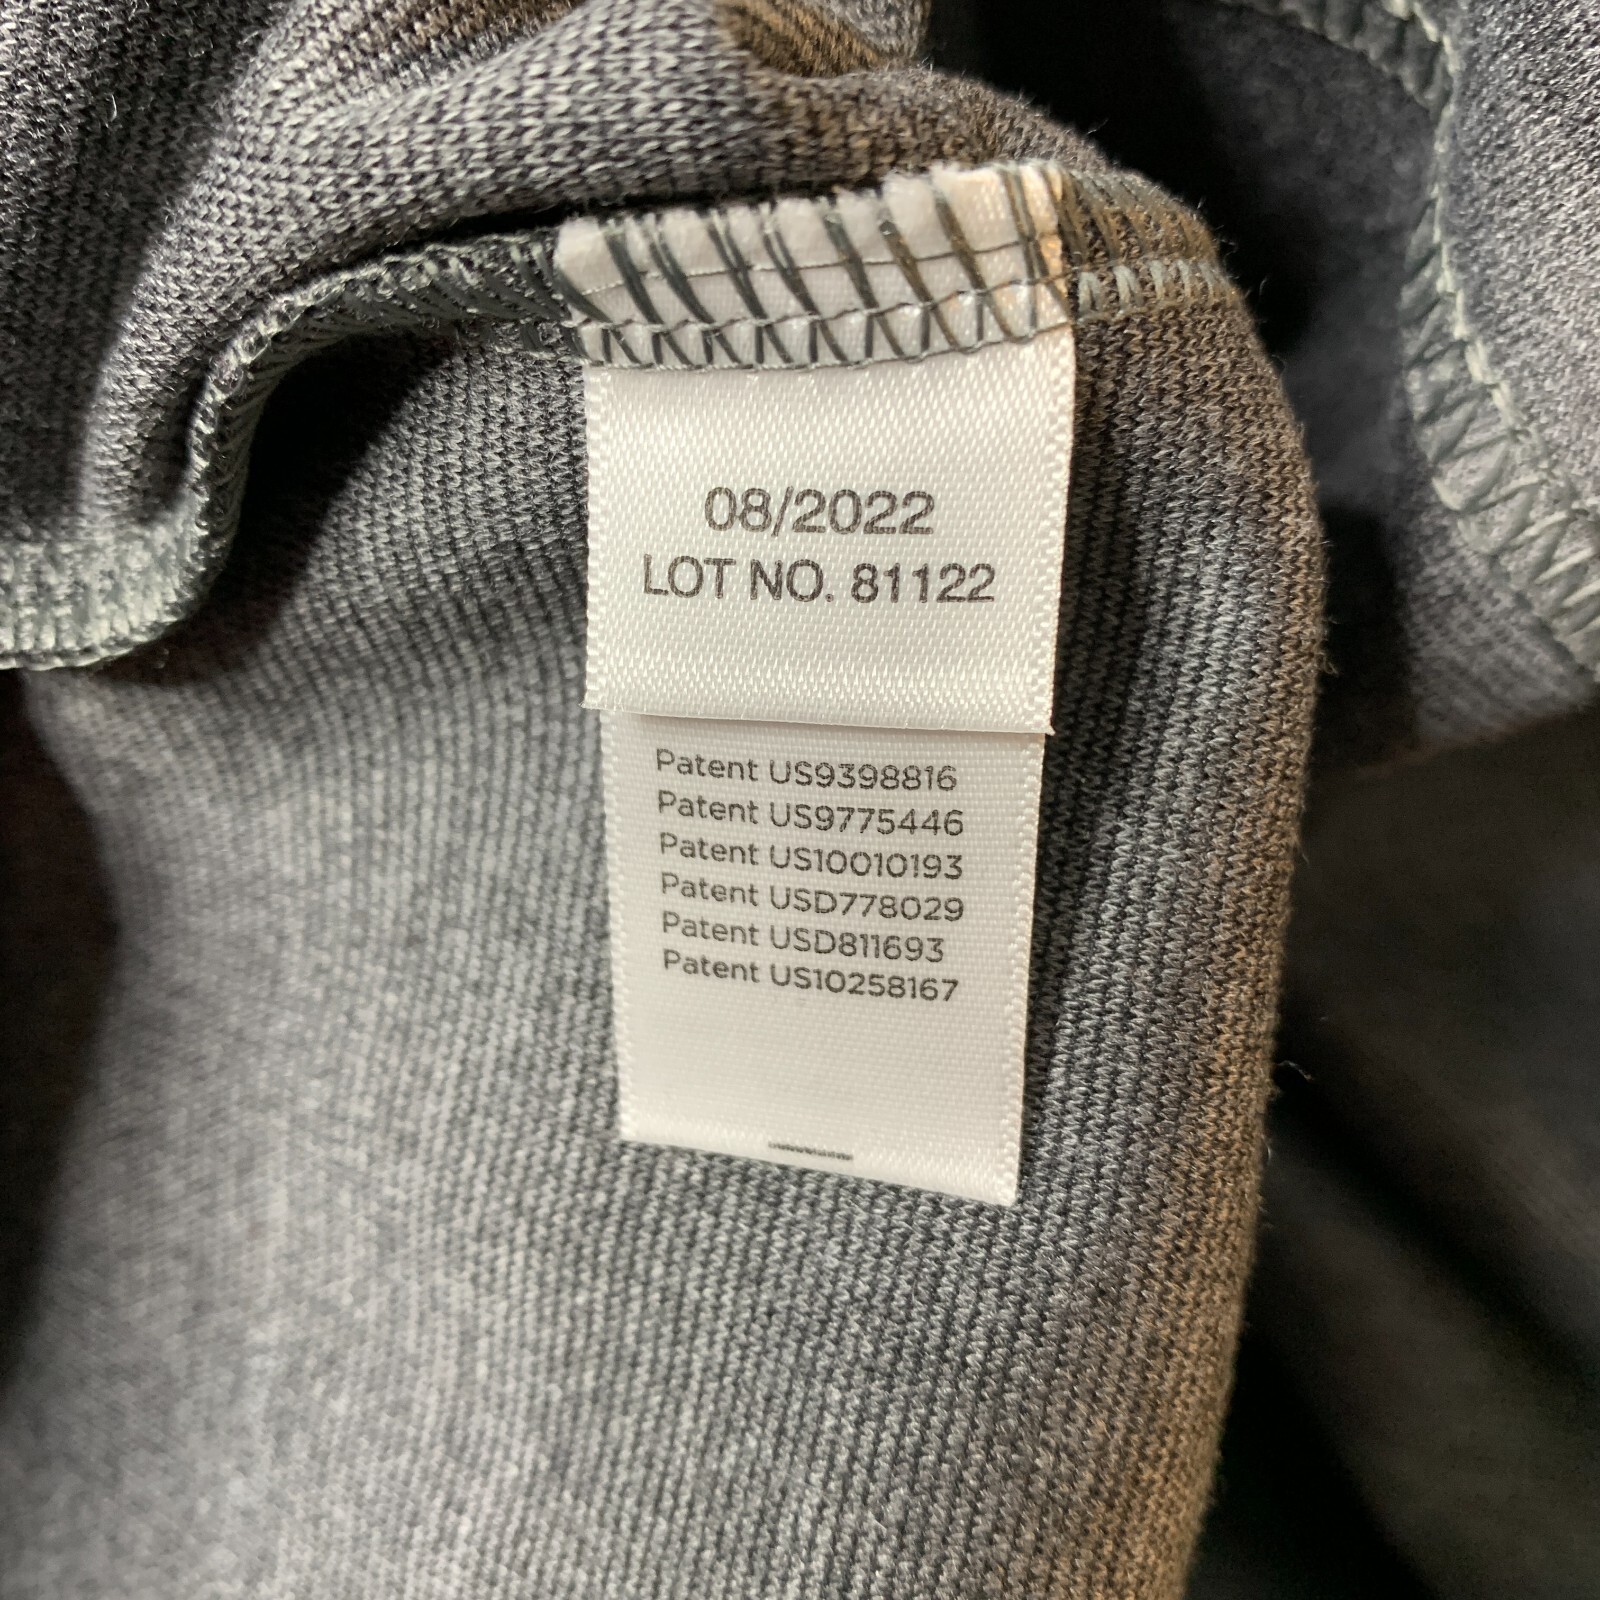 08/2022
LOT NO. 81122
Patent US9398816
Patent US9775446
Patent US10010193
Patent USD778029
Patent USD811693
Patent US10258167